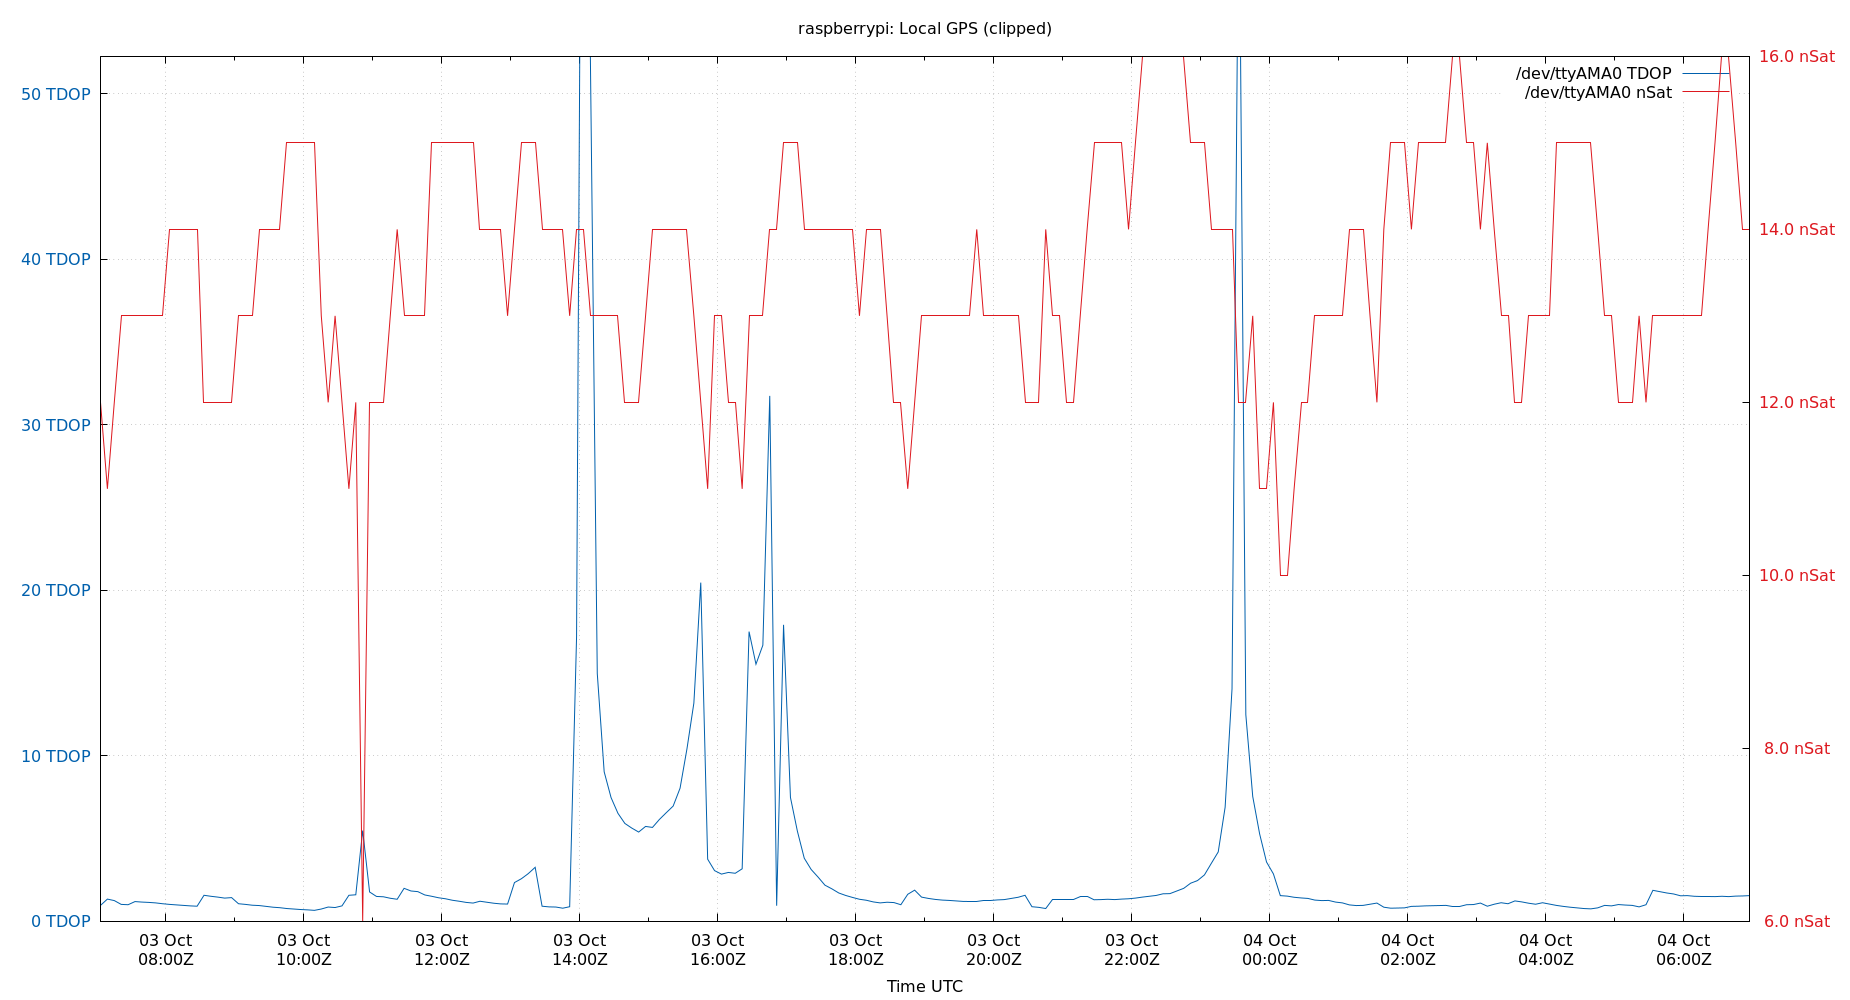 raspberrypi: Local GPS (clipped)
/dev/ttyAMA0 TDOP
/dev/ttyAMA0 nSat
50 TDOP
40 TDOP
30 TDOP
20 TDOP
10 TDOP
0 TDOP
16.0 nSat
14.0 nSat
12.0 nSat
10.0 nSat
8.0 nSat
6.0 nSat
03 Oct 03 Oct 03 Oct 03 Oct 03 Oct 03 Oct 03 Oct 03 Oct 04 Oct 04 Oct 04 Oct 04 Oct
08:00Z 10:00Z 12:00Z 14:00Z 16:00Z 18:00Z 20:00Z 22:00Z 00:00Z 02:00Z 04:00Z 06:00Z
Time UTC